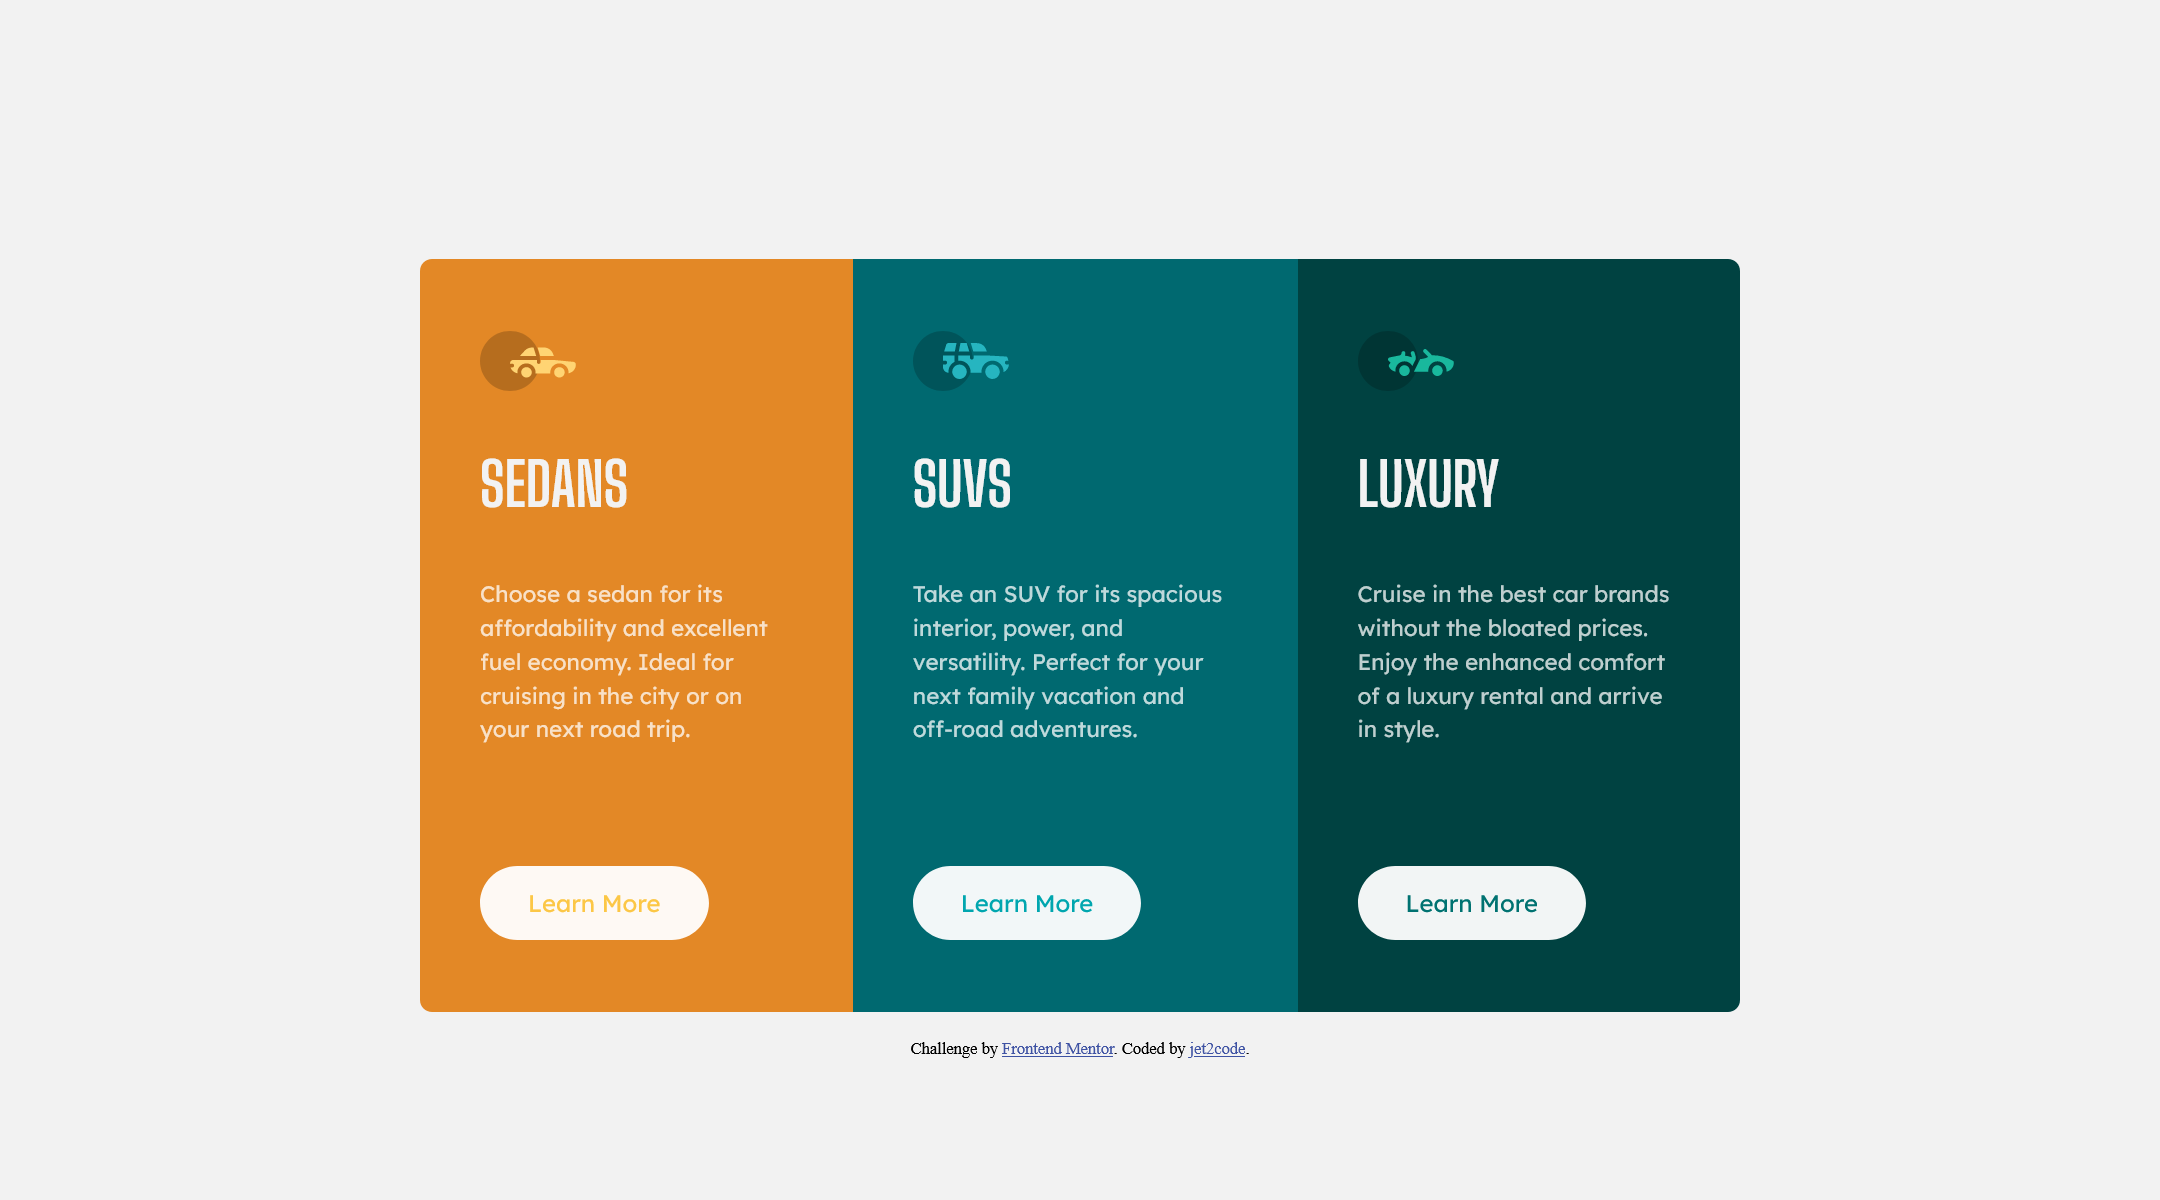 SEDANS
Choose a sedan for its
affordability and excellent
fuel economy. Ideal for
cruising in the city or on
your next road trip.
Learn More
SUVS
Take an SUV for its spacious
interior, power, and
versatility. Perfect for your
next family vacation and
off-road adventures.
Learn More
LUXURY
Cruise in the best car brands
without the bloated prices.
Enjoy the enhanced comfort
of a luxury rental and arrive
in style.
Learn More
Challenge by Frontend Mentor. Coded by jet2code.